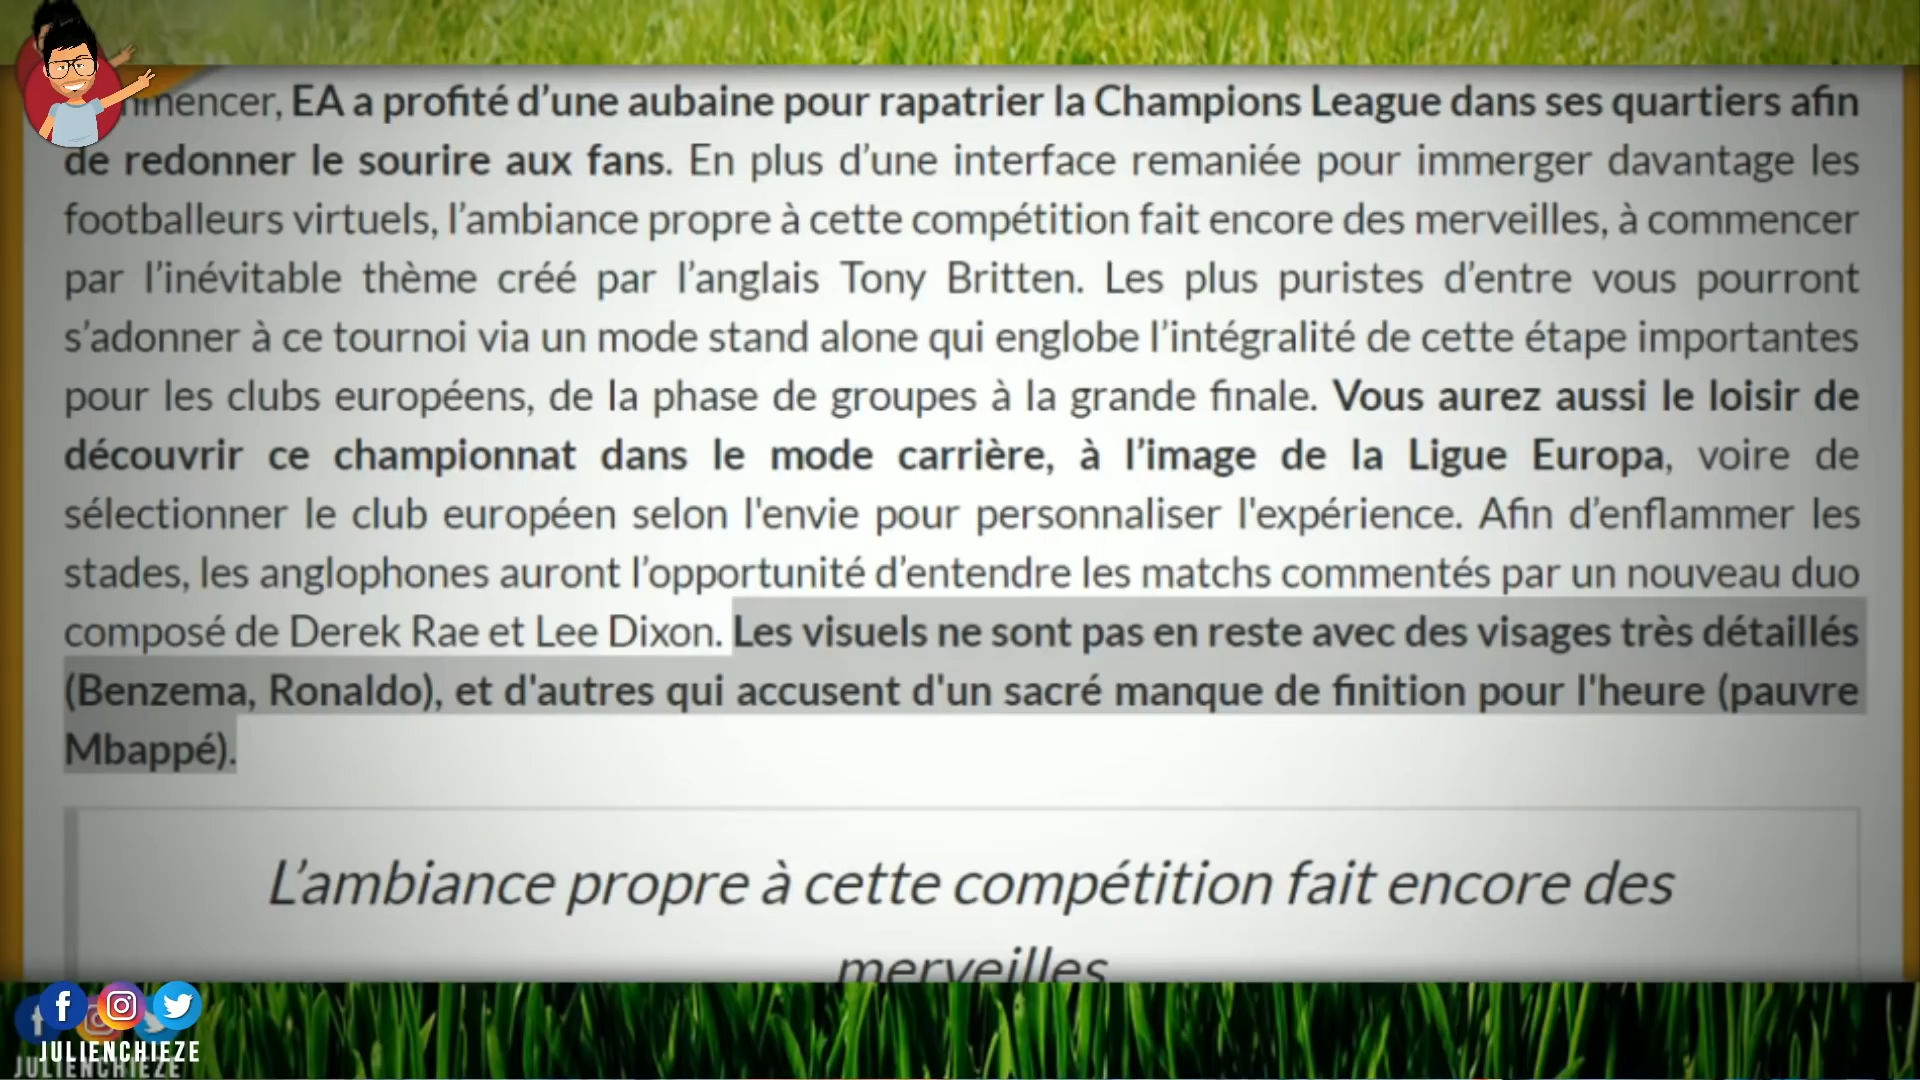 EA a profité d’une aubaine pour rapatrier la Champions League dans ses quartiers afin
de redonner le sourire aux fans. En plus d’une interface remaniée pour immerger davantage les
footballeurs virtuels, l’ambiance propre à cette compétition fait encore des merveilles, à commencer
par l’inévitable thème créé par l’anglais Tony Britten. Les plus puristes d’entre vous pourront
s’adonner à ce tournoi via un mode stand alone qui englobe l’intégralité de cette étape importantes
pour les clubs européens, de la phase de groupes à la grande finale. Vous aurez aussi le loisir de
découvrir ce championnat dans le mode carrière, à l’image de la Ligue Europa, voire de
sélectionner le club européen selon l'envie pour personnaliser l'expérience. Afin d’enflammer les
stades, les anglophones auront l’opportunité d’entendre les matchs commentés par un nouveau duo
composé de Derek Rae et Lee Dixon. Les visuels ne sont pas en reste avec des visages très détaillés
(Benzema, Ronaldo), et d'autres qui accusent d'un sacré manque de finition pour l'heure (pauvre
Mbappé).
L’ambiance propre à cette compétition fait encore des
merveilles
JULIENCHIEZE
JULIENCHIEZE